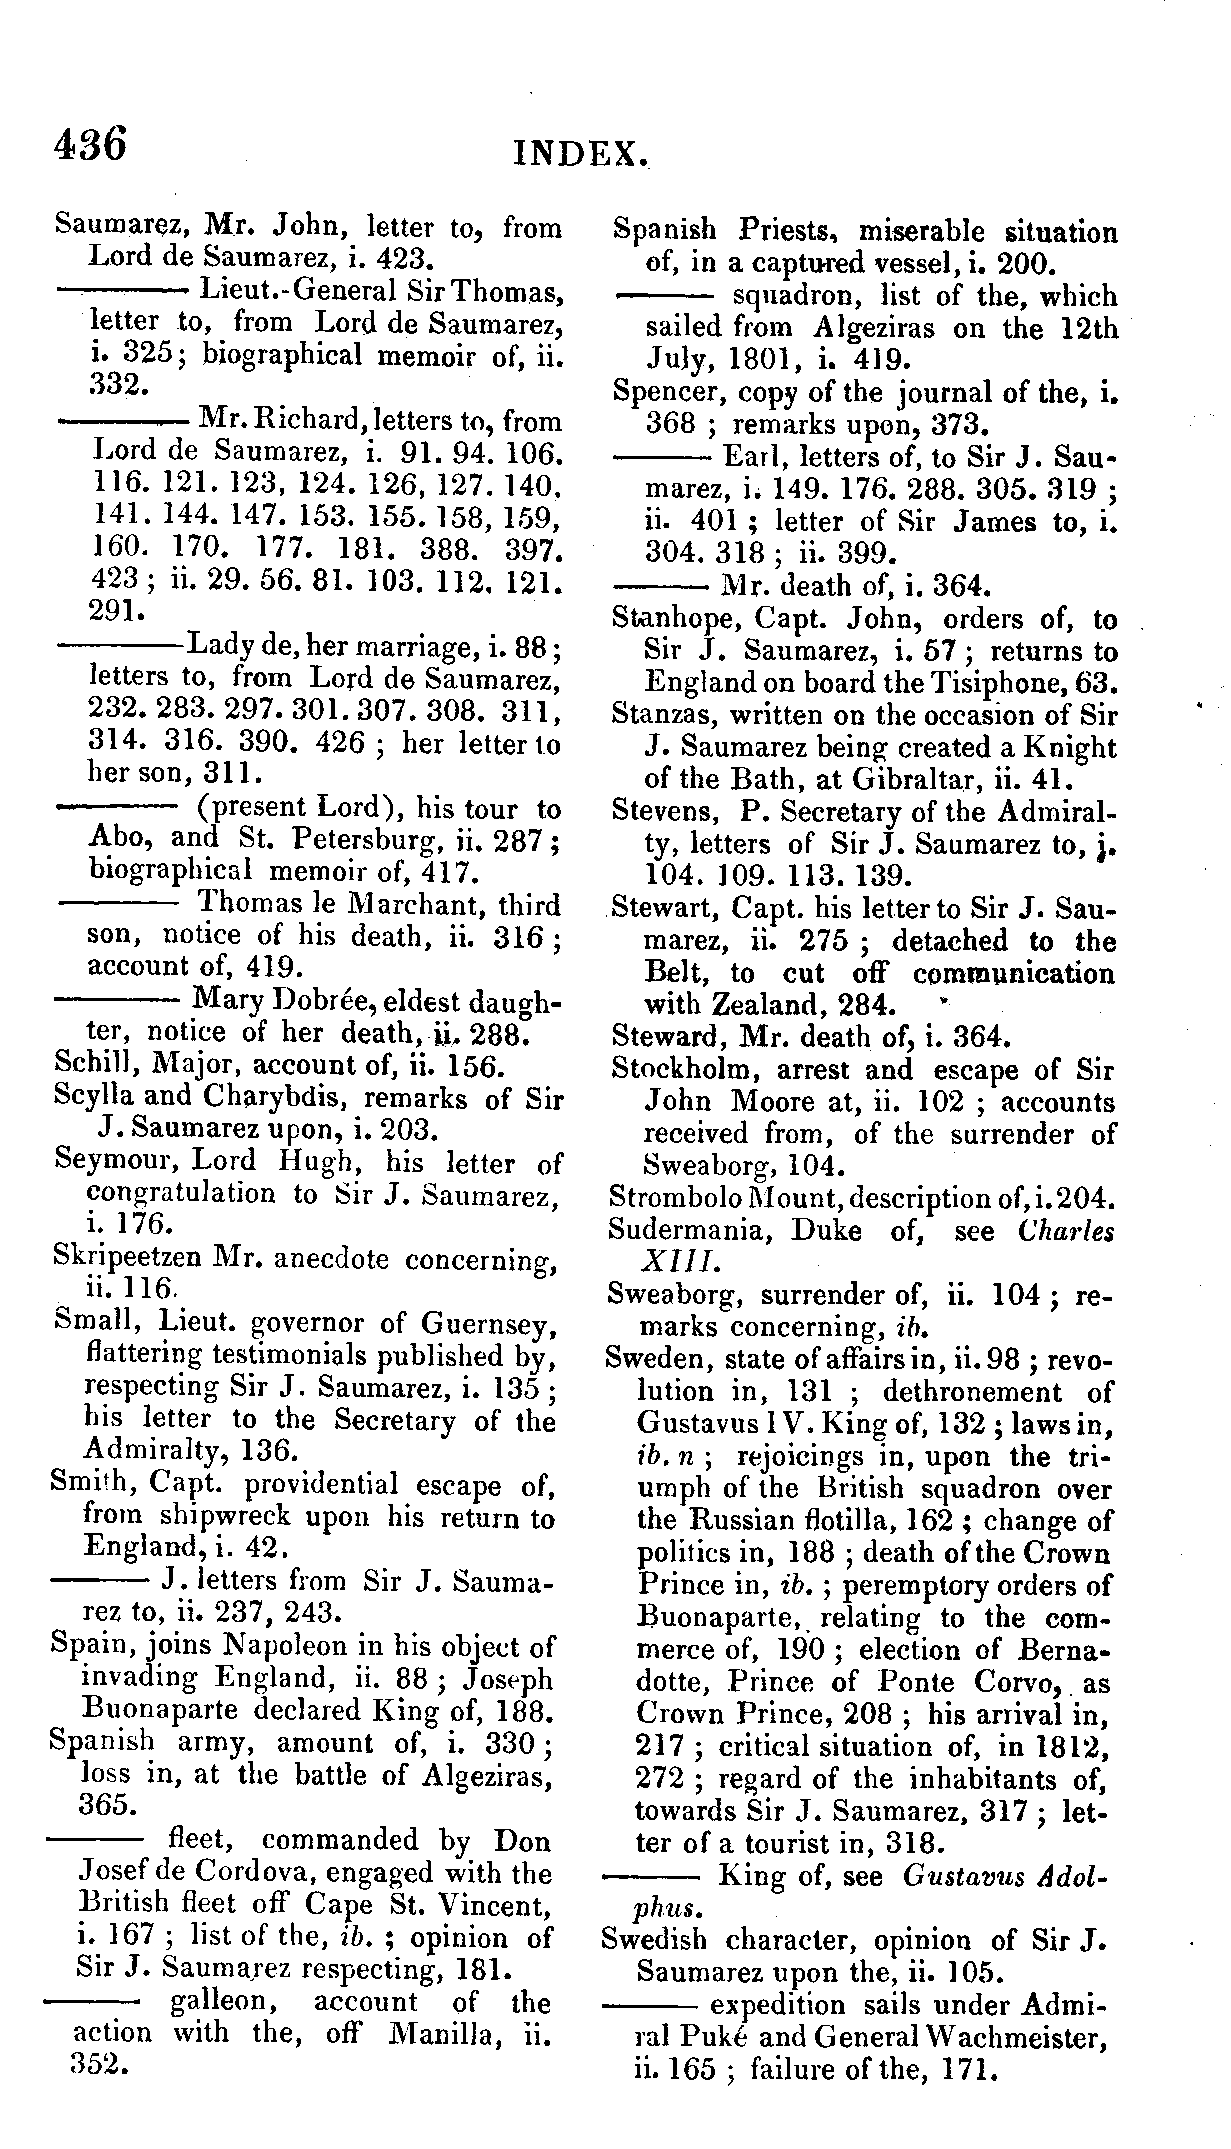 436
INDEX.
Saumarez, Mr. John, letter to, from
Lord de Saumarez, i. 423.
——— Lieut.-General Sir Thomas,
letter to, from Lord de Saumarez,
i. 325; biographical memoir of, ii.
332.
——— Mr. Richard, letters to, from
Lord de Saumarez, i. 91. 94. 106.
116. 121. 123, 124. 126, 127. 140.
141. 144. 147. 153. 155. 158, 159,
160. 170. 177. 181. 388. 397.
423; ii. 29. 56. 81. 103. 112. 121.
291.
——— Lady de, her marriage, i. 88;
letters to, from Lord de Saumarez,
232. 283. 297. 301. 307. 308. 311,
314. 316. 390. 426; her letter to
her son, 311.
——— (present Lord), his tour to
Abo, and St. Petersburg, ii. 287;
biographical memoir of, 417.
——— Thomas le Marchant, third
son, notice of his death, ii. 316;
account of, 419.
——— Mary Dobrée, eldest daugh-
ter, notice of her death, ii. 288.
Schill, Major, account of, ii. 156.
Scylla and Charybdis, remarks of Sir
J. Saumarez upon, i. 203.
Seymour, Lord Hugh, his letter of
congratulation to Sir J. Saumarez,
i. 176.
Skripeetzen Mr. anecdote concerning,
ii. 116.
Small, Lieut. governor of Guernsey,
flattering testimonials published by,
respecting Sir J. Saumarez, i. 135;
his letter to the Secretary of the
Admiralty, 136.
Smith, Capt. providential escape of,
from shipwreck upon his return to
England, i. 42.
——— J. letters from Sir J. Sauma-
rez to, ii. 237, 243.
Spain, joins Napoleon in his object of
invading England, ii. 88; Joseph
Buonaparte declared King of, 188.
Spanish army, amount of, i. 330;
loss in, at the battle of Algeziras,
365.
——— fleet, commanded by Don
Josef de Cordova, engaged with the
British fleet off Cape St. Vincent,
i. 167; list of the, ib.; opinion of
Sir J. Saumarez respecting, 181.
——— galleon, account of the
action with the, off Manilla, ii.
352.
Spanish Priests, miserable situation
of, in a captured vessel, i. 200.
——— squadron, list of the, which
sailed from Algeziras on the 12th
July, 1801, i. 419.
Spencer, copy of the journal of the, i.
368; remarks upon, 373.
——— Earl, letters of, to Sir J. Sau-
marez, i. 149. 176. 288. 305. 319;
ii. 401; letter of Sir James to, i.
304. 318; ii. 399.
——— Mr. death of, i. 364.
Stanhope, Capt. John, orders of, to
Sir J. Saumarez, i. 57; returns to
England on board the Tisiphone, 63.
Stanzas, written on the occasion of Sir
J. Saumarez being created a Knight
of the Bath, at Gibraltar, ii. 41.
Stevens, P. Secretary of the Admiral-
ty, letters of Sir J. Saumarez to, i.
104. 109. 113. 139.
Stewart, Capt. his letter to Sir J. Sau-
marez, ii. 275; detached to the
Belt, to cut off communication
with Zealand, 284.
Steward, Mr. death of, i. 364.
Stockholm, arrest and escape of Sir
John Moore at, ii. 102; accounts
received from, of the surrender of
Sweaborg, 104.
Strombolo Mount, description of, i. 204.
Sudermania, Duke of, see Charles
XIII.
Sweaborg, surrender of, ii. 104; re-
marks concerning, ib.
Sweden, state of affairs in, ii. 98; revo-
lution in, 131; dethronement of
Gustavus IV. King of, 132; laws in,
ib. n; rejoicings in, upon the tri-
umph of the British squadron over
the Russian flotilla, 162; change of
politics in, 188; death of the Crown
Prince in, ib.; peremptory orders of
Buonaparte, relating to the com-
merce of, 190; election of Berna-
dotte, Prince of Ponte Corvo, as
Crown Prince, 208; his arrival in,
217; critical situation of, in 1812,
272; regard of the inhabitants of,
towards Sir J. Saumarez, 317; let-
ter of a tourist in, 318.
——— King of, see Gustavus Adol-
phus.
Swedish character, opinion of Sir J.
Saumarez upon the, ii. 105.
——— expedition sails under Admi-
ral Puké and General Wachmeister,
ii. 165; failure of the, 171.